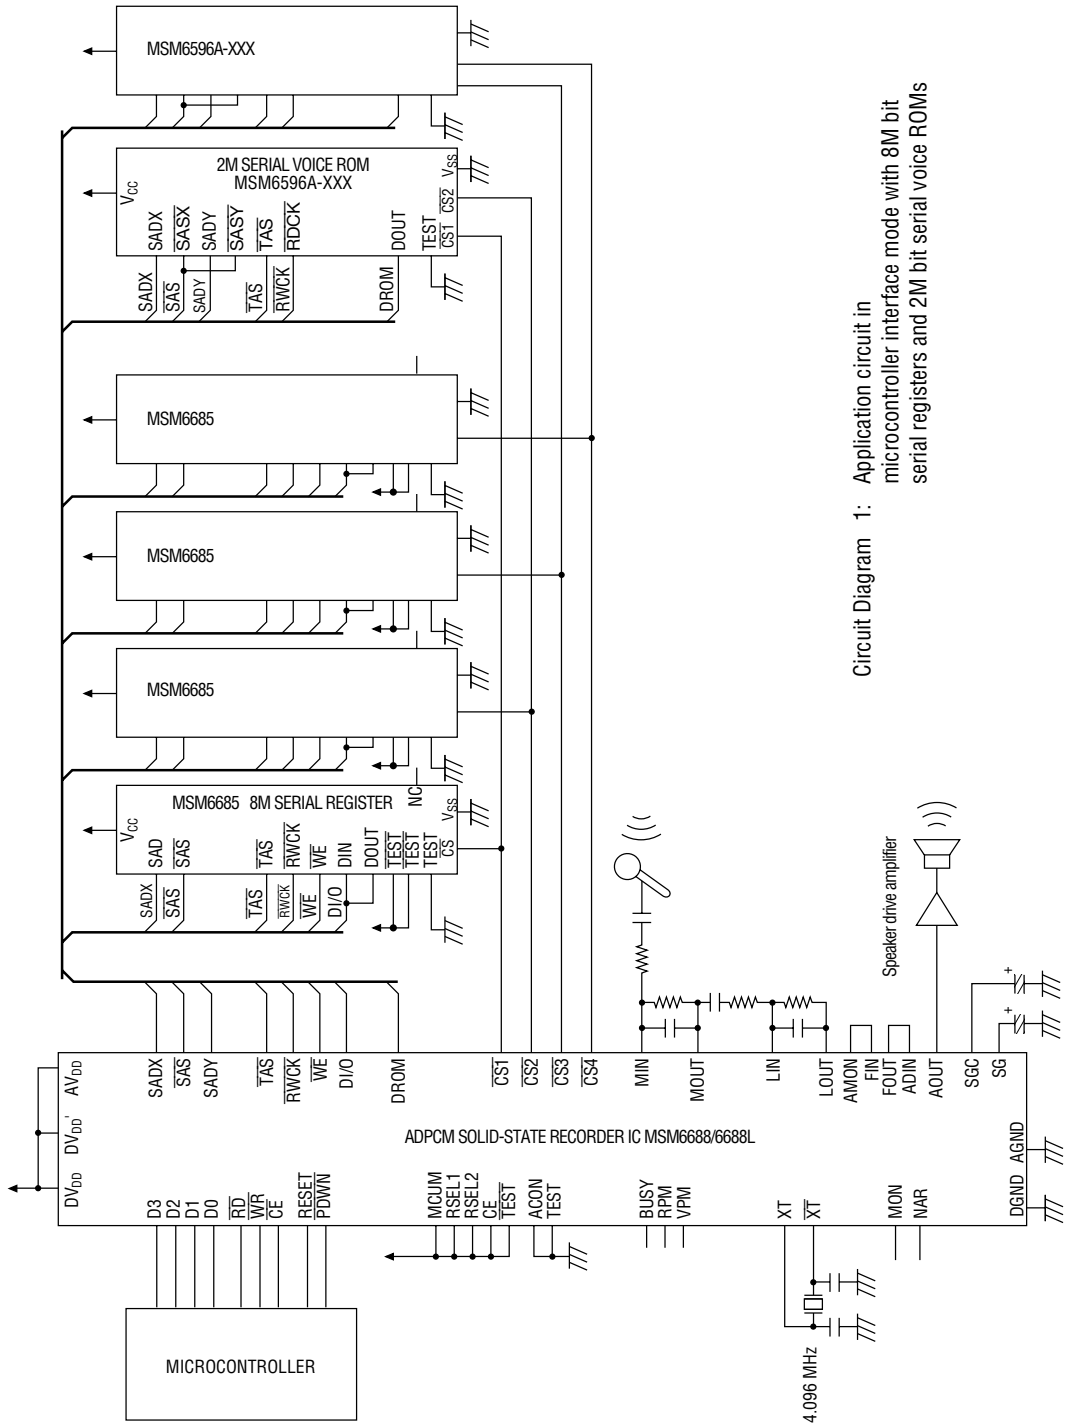 MSM6596A-XXX
2M SERIAL VOICE ROM
MSM6596A-XXX
VCC
SADX
SASX
SADY
SASY
TAS
RDCK
DOUT
TEST
CS1
CS2
VSS
SADX
SAS
SADY
TAS
RWCK
DROM
MSM6685
MSM6685
MSM6685
MSM6685 8M SERIAL REGISTER
VCC
SAD
SAS
TAS
RWCK
WE
DIN
DOUT
TEST
TEST
TEST
CS
NC
VSS
SADX
SAS
TAS
RWCK
WE
DI/O
AVDD
DVDD'
DVDD
SADX
SAS
SADY
TAS
RWCK
WE
DI/O
DROM
CS1
CS2
CS3
CS4
MIN
MOUT
LIN
LOUT
AMON
FIN
FOUT
ADIN
AOUT
SGC
SG
Speaker drive amplifier
+
+
ADPCM SOLID-STATE RECORDER IC MSM6688/6688L
D3
D2
D1
D0
RD
WR
CE
RESET
PDWN
MCUM
RSEL1
RSEL2
CE
TEST
ACON
TEST
BUSY
RPM
VPM
XT
XT
MON
NAR
DGND
AGND
MICROCONTROLLER
4.096 MHz
Circuit Diagram 1: Application circuit in
microcontroller interface mode with 8M bit
serial registers and 2M bit serial voice ROMs